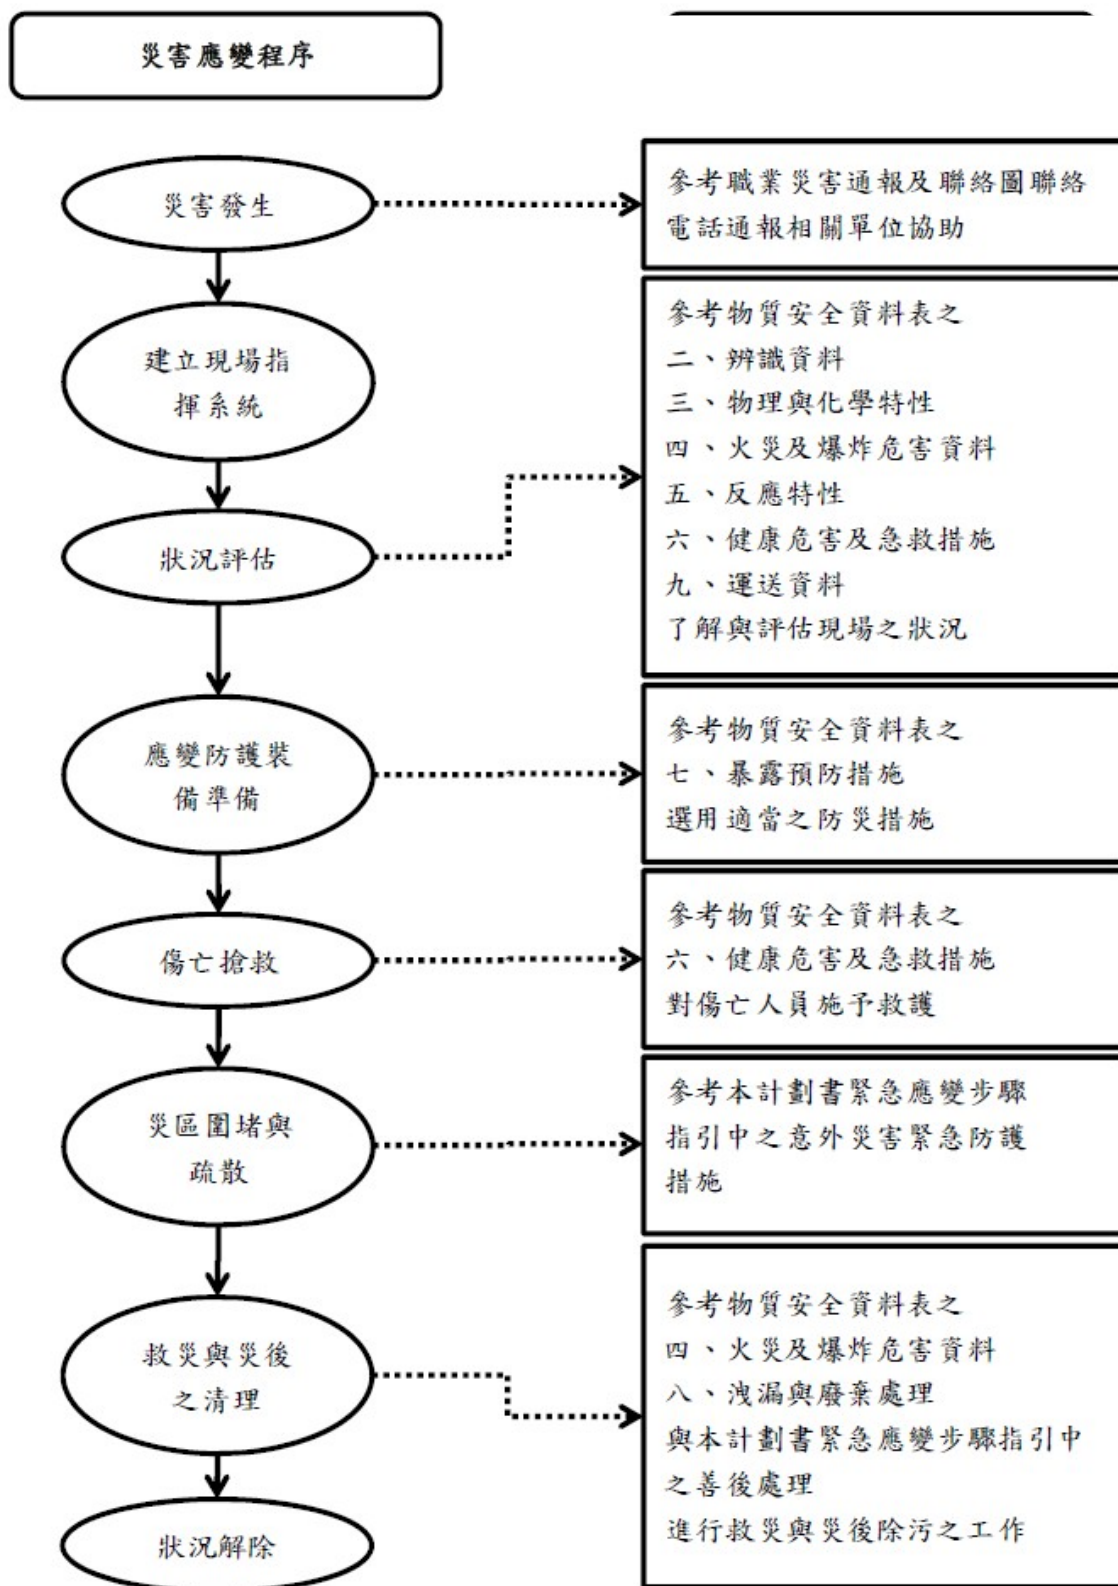 災害應變程序
災害發生
參考職業災害通報及聯絡圖聯絡
電話通報相關單位協助
建立現場指
揮系統
狀況評估
參考物質安全資料表之
二、辨識資料
三、物理與化學特性
四、火災及爆炸危害資料
五、反應特性
六、健康危害及急救措施
九、運送資料
了解與評估現場之狀況
應變防護裝
備準備
參考物質安全資料表之
七、暴露預防措施
選用適當之防災措施
傷亡搶救
參考物質安全資料表之
六、健康危害及急救措施
對傷亡人員施予救護
災區圍堵與
疏散
參考本計劃書緊急應變步驟
指引中之意外災害緊急防護
措施
救災與災後
之清理
參考物質安全資料表之
四、火災及爆炸危害資料
八、洩漏與廢棄處理
與本計劃書緊急應變步驟指引中
之善後處理
進行救災與災後除污之工作
狀況解除